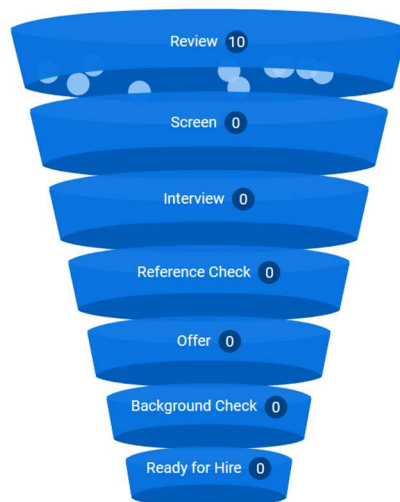 Review 10
Screen 0
Interview 0
Reference Check 0
Offer 0
Background Check 0
Ready for Hire 0